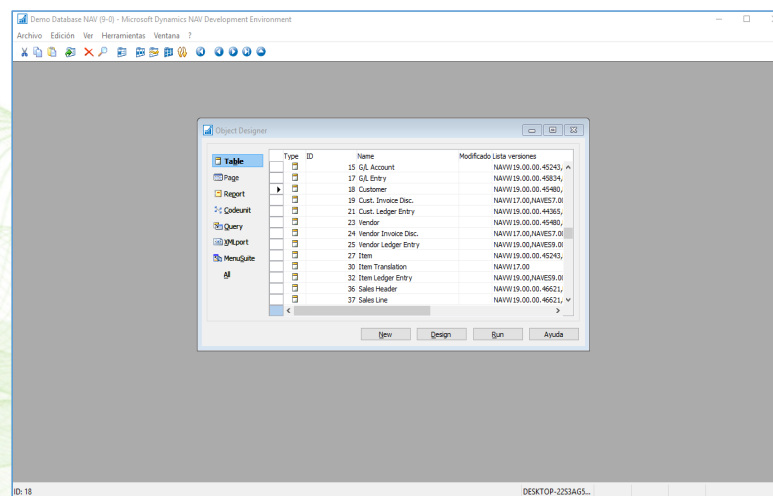 Demo Database NAV (9-0) - Microsoft Dynamics NAV Development Environment
Archivo Edición Ver Herramientas Ventana ?
Object Designer
Type ID Name Modificado Lista versiones
Table
Page
Report
Codeunit
Query
XMLport
MenuSuite
All
15 G/L Account NAVW19.00.00.45243,
17 G/L Entry NAVW19.00.00.45834,
18 Customer NAVW19.00.00.45480,
19 Cust. Invoice Disc. NAVW17.00,NAVES7.0
21 Cust. Ledger Entry NAVW19.00.00.44365,
23 Vendor NAVW19.00.00.45480,
24 Vendor Invoice Disc. NAVW17.00,NAVES7.0
25 Vendor Ledger Entry NAVW19.00,NAVES9.0
27 Item NAVW19.00.00.45243,
30 Item Translation NAVW17.00
32 Item Ledger Entry NAVW19.00,NAVES9.0
36 Sales Header NAVW19.00.00.46621,
37 Sales Line NAVW19.00.00.46621,
New Design Run Ayuda
ID: 18 DESKTOP-22S3AG5...